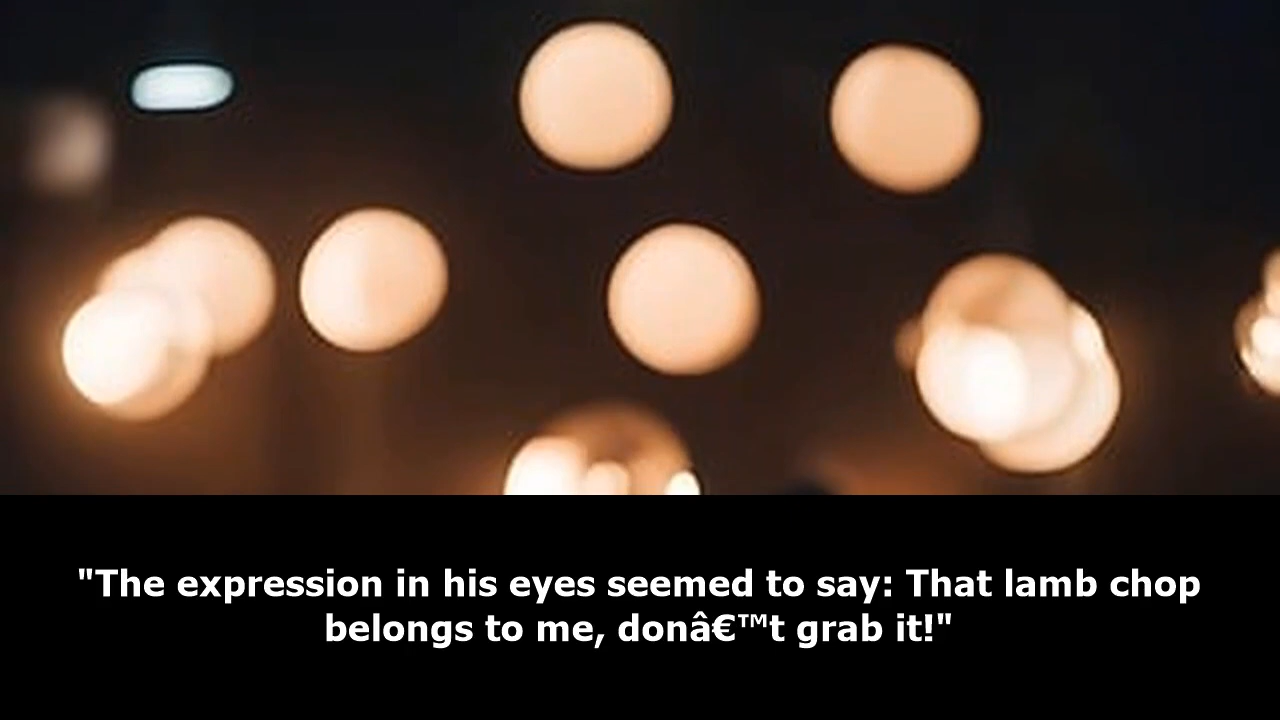 "The expression in his eyes seemed to say: That lamb chop
belongs to me, donâ€™t grab it!"